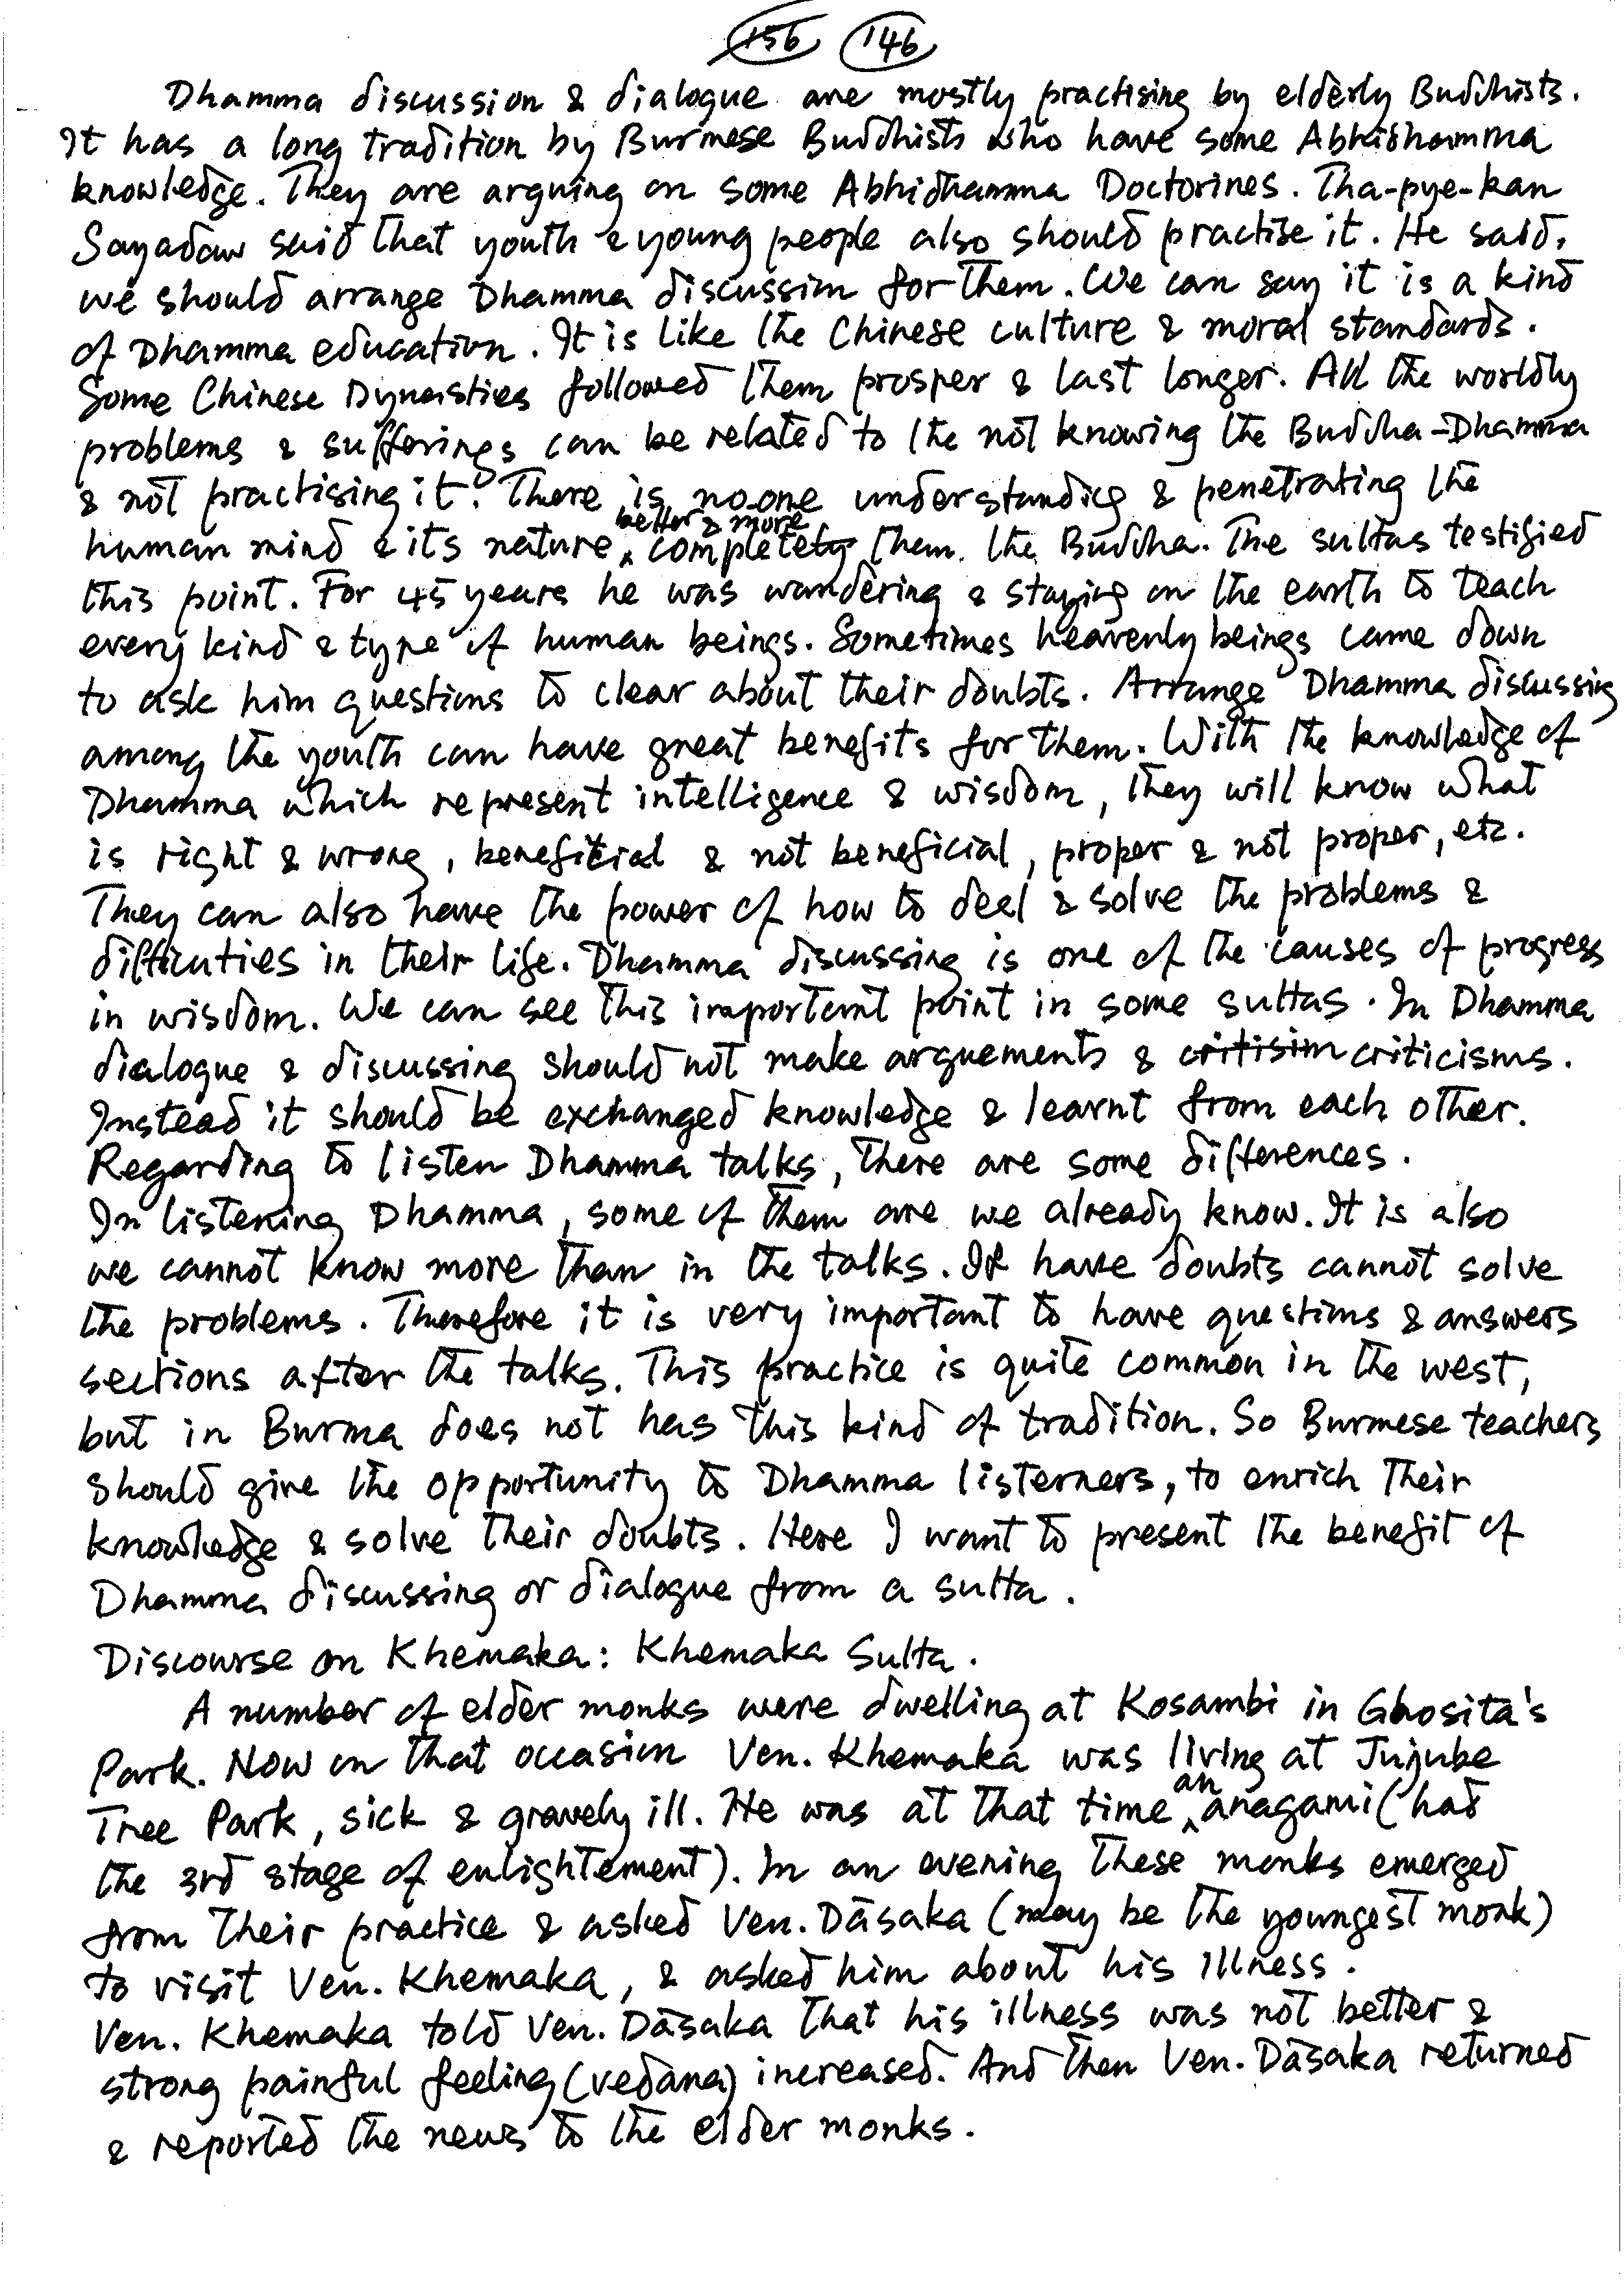 156 146
Dhamma discussion & dialogue are mostly practising by elderly Buddhists.
It has a long tradition by Burmese Buddhists who have some Abhidhamma
knowledge. They are arguing on some Abhidhamma Doctorines. Tha-pye-kan
Sayadaw said that youth & young people also should practise it. He said,
we should arrange Dhamma discussion for them. We can say it is a kind
of Dhamma education. It is like the Chinese culture & moral standards.
Some Chinese Dynasties followed them prosper & last longer. All the worldly
problems & sufferings can be related to the not knowing the Buddha-Dhamma
& not practising it. There is no-one understandig & penetrating the
better & more
human mind & its nature completety them the Buddha. The suttas testified
this point. For 45 years he was wandering & staying on the earth to teach
every kind & type of human beings. Sometimes heavenly beings came down
to ask him questions to clear about their doubts. Arrange Dhamma discussing
among the youth can have great benefits for them. With the knowledge of
Dhamma which represent intelligence & wisdom, they will know what
is right & wrong, beneficial & not beneficial, proper & not proper, etc.
They can also have the power of how to deel & solve the problems &
difficuties in their life. Dhamma discussing is one of the causes of progress
in wisdom. We can see this important point in some suttas. In Dhamma
dialogue & discussing should not make arguements & critisim criticisms.
Instead it should be exchanged knowledge & learnt from each other.
Regarding to listen Dhamma talks, there are some differences.
In listening Dhamma, some of them are we already know. It is also
we cannot know more than in the talks. If have doubts cannot solve
the problems. Therefore it is very important to have questions & answers
sections after the talks. This practice is quite common in the west,
but in Burma does not has this kind of tradition. So Burmese teachers
should give the opportunity to Dhamma listerners, to enrich their
knowledge & solve their doubts. Here I want to present the benefit of
Dhamma discussing or dialogue from a sutta.
Discourse on Khemaka: Khemaka Sutta.
A number of elder monks were dwelling at Kosambi in Ghosita's
Park. Now on that occasion Ven. Khemaka was living at Jujube
an
Tree Park, sick & gravely ill. He was at that time anagami (had
the 3rd stage of enlightement). In an evening these monks emerged
from their practice & asked Ven. Dāsaka (may be the youngest monk)
to visit Ven. Khemaka, & asked him about his illness.
Ven. Khemaka told Ven. Dāsaka that his illness was not better &
strong painful feeling (vedana) increased. And then Ven. Dāsaka returned
& reported the news to the elder monks.